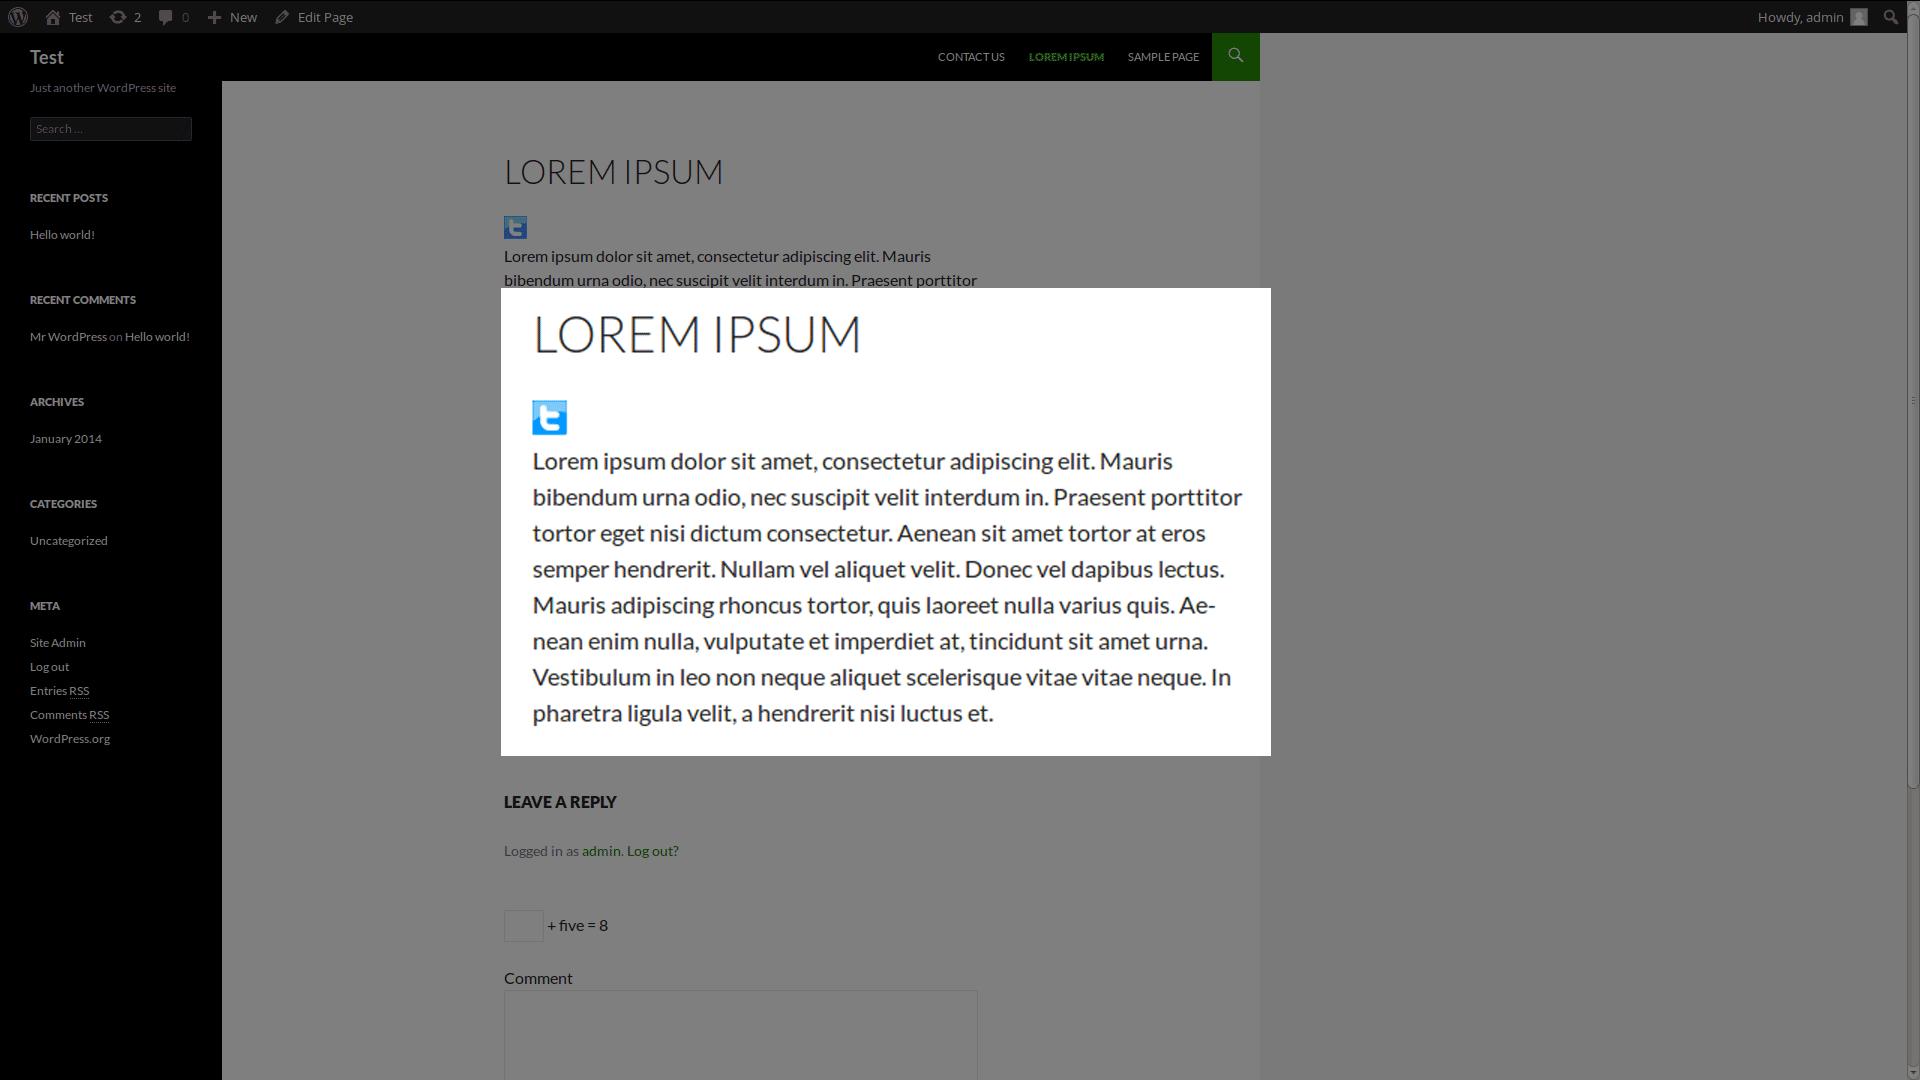 Test
2
0
New
Edit Page
Howdy, admin
Test
CONTACT US
LOREM IPSUM
SAMPLE PAGE
Just another WordPress site
Search ...
RECENT POSTS
Hello world!
RECENT COMMENTS
Mr WordPress on Hello world!
ARCHIVES
January 2014
CATEGORIES
Uncategorized
META
Site Admin
Log out
Entries RSS
Comments RSS
WordPress.org
LOREM IPSUM
Lorem ipsum dolor sit amet, consectetur adipiscing elit. Mauris
bibendum urna odio, nec suscipit velit interdum in. Praesent porttitor
LOREM IPSUM
Lorem ipsum dolor sit amet, consectetur adipiscing elit. Mauris
bibendum urna odio, nec suscipit velit interdum in. Praesent porttitor
tortor eget nisi dictum consectetur. Aenean sit amet tortor at eros
semper hendrerit. Nullam vel aliquet velit. Donec vel dapibus lectus.
Mauris adipiscing rhoncus tortor, quis laoreet nulla varius quis. Ae-
nean enim nulla, vulputate et imperdiet at, tincidunt sit amet urna.
Vestibulum in leo non neque aliquet scelerisque vitae vitae neque. In
pharetra ligula velit, a hendrerit nisi luctus et.
LEAVE A REPLY
Logged in as admin. Log out?
+ five = 8
Comment